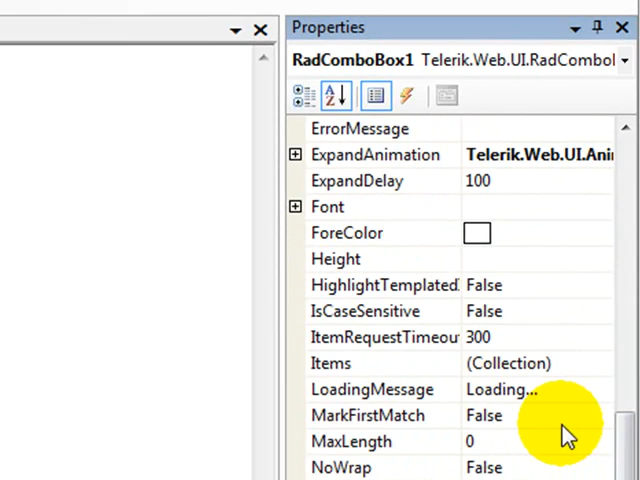 Properties
RadComboBox1 Telerik.Web.UI.RadCombol
A
Z
ErrorMessage
ExpandAnimation Telerik.Web.UI.Ani
ExpandDelay 100
Font
ForeColor
Height
HighlightTemplated False
IsCaseSensitive False
ItemRequestTimeou 300
Items (Collection)
LoadingMessage Loading...
MarkFirstMatch False
MaxLength 0
NoWrap False